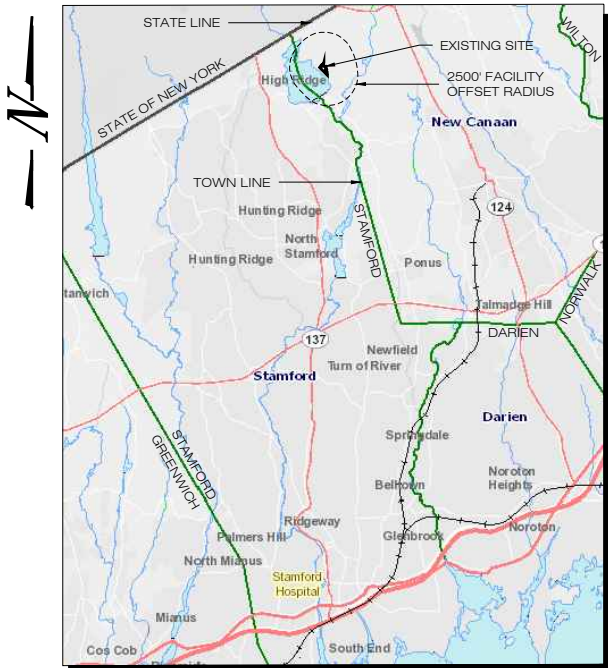 STATE LINE
WILTON
N
EXISTING SITE
High Ridge
2500' FACILITY
OFFSET RADIUS
STATE OF NEW YORK
New Canaan
TOWN LINE
STAMFORD
124
Hunting Ridge
North
Stamford
Hunting Ridge
Ponus
tanwich
NORWALK
Talmadge Hill
DARIEN
137
Newfield
Turn of River
Stamford
Darien
STAMFORD
GREENWICH
Springdale
Noroton
Heights
Belltown
Ridgeway
Noroton
Glenbrook
Palmers Hill
North Mianus
Stamford
Hospital
Mianus
Cos Cob
South End